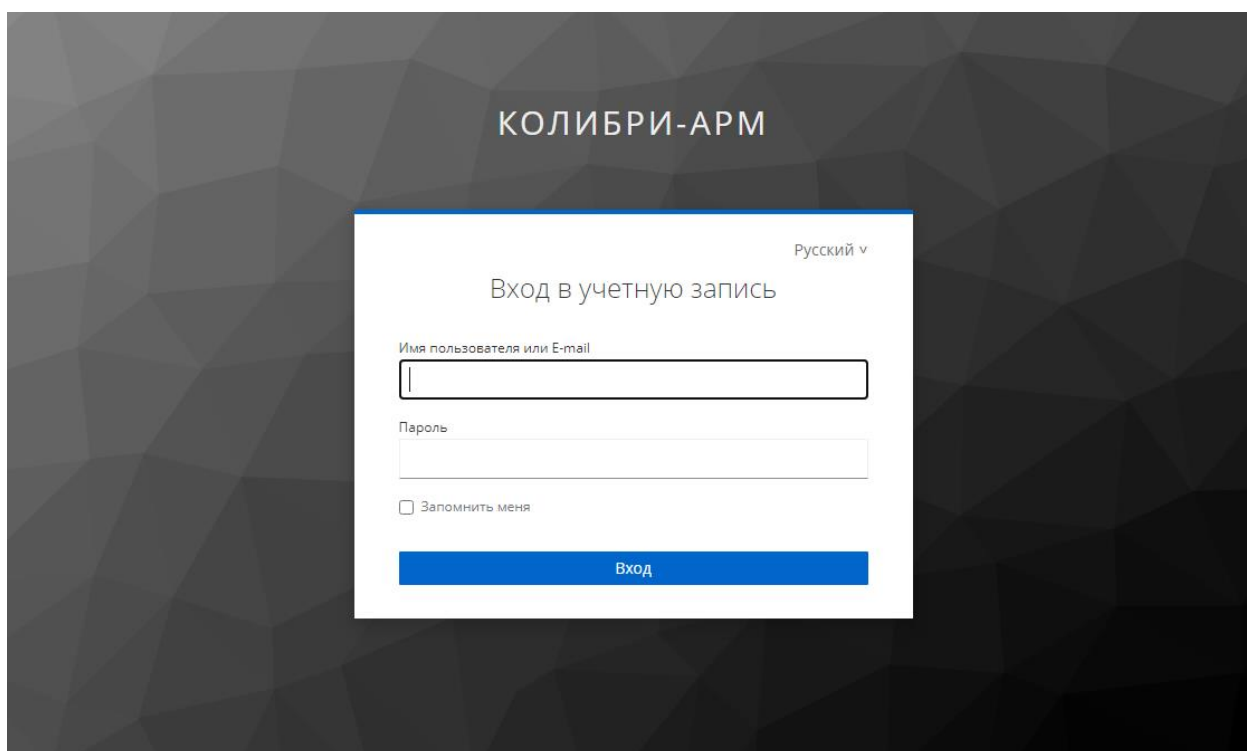 КОЛИБРИ-АРМ
Русский ˅
Вход в учетную запись
Имя пользователя или E-mail
Пароль
Запомнить меня
Вход